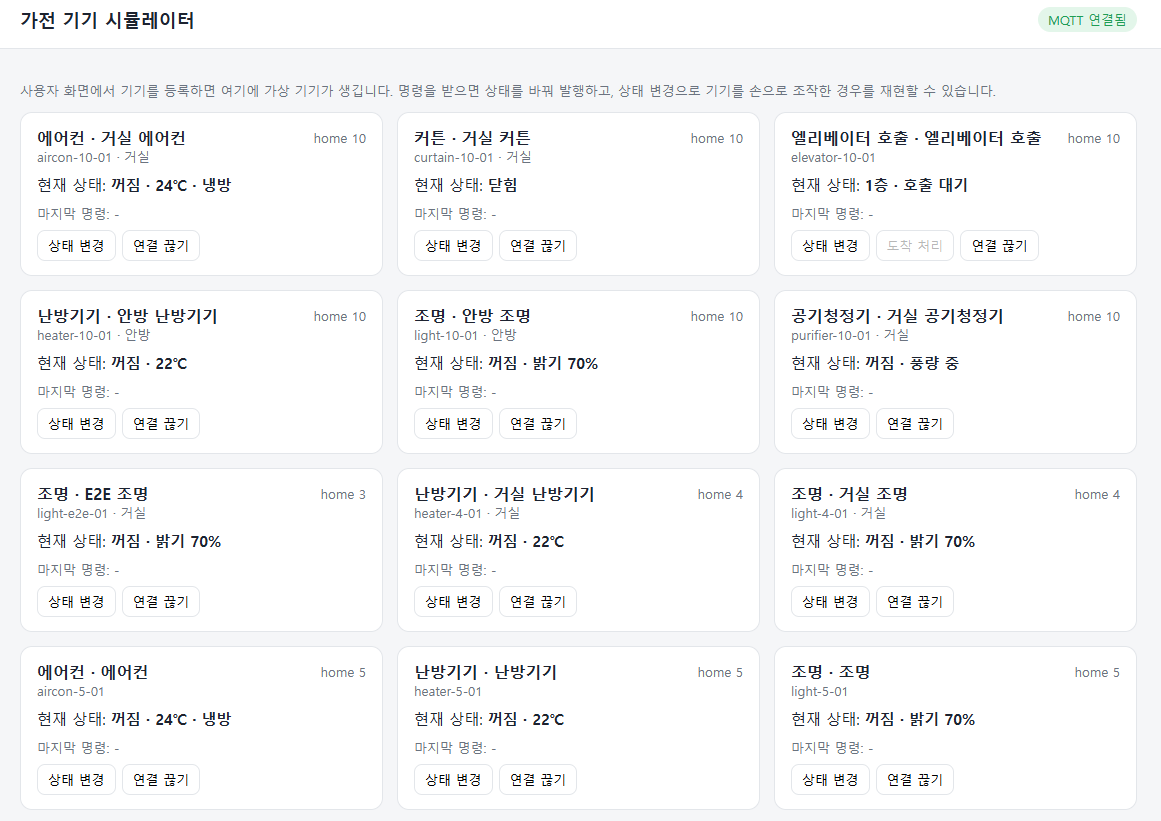 가전 기기 시뮬레이터
MQTT 연결됨
사용자 화면에서 기기를 등록하면 여기에 가상 기기가 생깁니다. 명령을 받으면 상태를 바꿔 발행하고, 상태 변경으로 기기를 손으로 조작한 경우를 재현할 수 있습니다.
에어컨 · 거실 에어컨
home 10
aircon-10-01 · 거실
현재 상태: 꺼짐 · 24℃ · 냉방
마지막 명령: -
상태 변경
연결 끊기
커튼 · 거실 커튼
home 10
curtain-10-01 · 거실
현재 상태: 닫힘
마지막 명령: -
상태 변경
연결 끊기
엘리베이터 호출 · 엘리베이터 호출
home 10
elevator-10-01
현재 상태: 1층 · 호출 대기
마지막 명령: -
상태 변경
도착 처리
연결 끊기
난방기기 · 안방 난방기기
home 10
heater-10-01 · 안방
현재 상태: 꺼짐 · 22℃
마지막 명령: -
상태 변경
연결 끊기
조명 · 안방 조명
home 10
light-10-01 · 안방
현재 상태: 꺼짐 · 밝기 70%
마지막 명령: -
상태 변경
연결 끊기
공기청정기 · 거실 공기청정기
home 10
purifier-10-01 · 거실
현재 상태: 꺼짐 · 풍량 중
마지막 명령: -
상태 변경
연결 끊기
조명 · E2E 조명
home 3
light-e2e-01 · 거실
현재 상태: 꺼짐 · 밝기 70%
마지막 명령: -
상태 변경
연결 끊기
난방기기 · 거실 난방기기
home 4
heater-4-01 · 거실
현재 상태: 꺼짐 · 22℃
마지막 명령: -
상태 변경
연결 끊기
조명 · 거실 조명
home 4
light-4-01 · 거실
현재 상태: 꺼짐 · 밝기 70%
마지막 명령: -
상태 변경
연결 끊기
에어컨 · 에어컨
home 5
aircon-5-01
현재 상태: 꺼짐 · 24℃ · 냉방
마지막 명령: -
상태 변경
연결 끊기
난방기기 · 난방기기
home 5
heater-5-01
현재 상태: 꺼짐 · 22℃
마지막 명령: -
상태 변경
연결 끊기
조명 · 조명
home 5
light-5-01
현재 상태: 꺼짐 · 밝기 70%
마지막 명령: -
상태 변경
연결 끊기